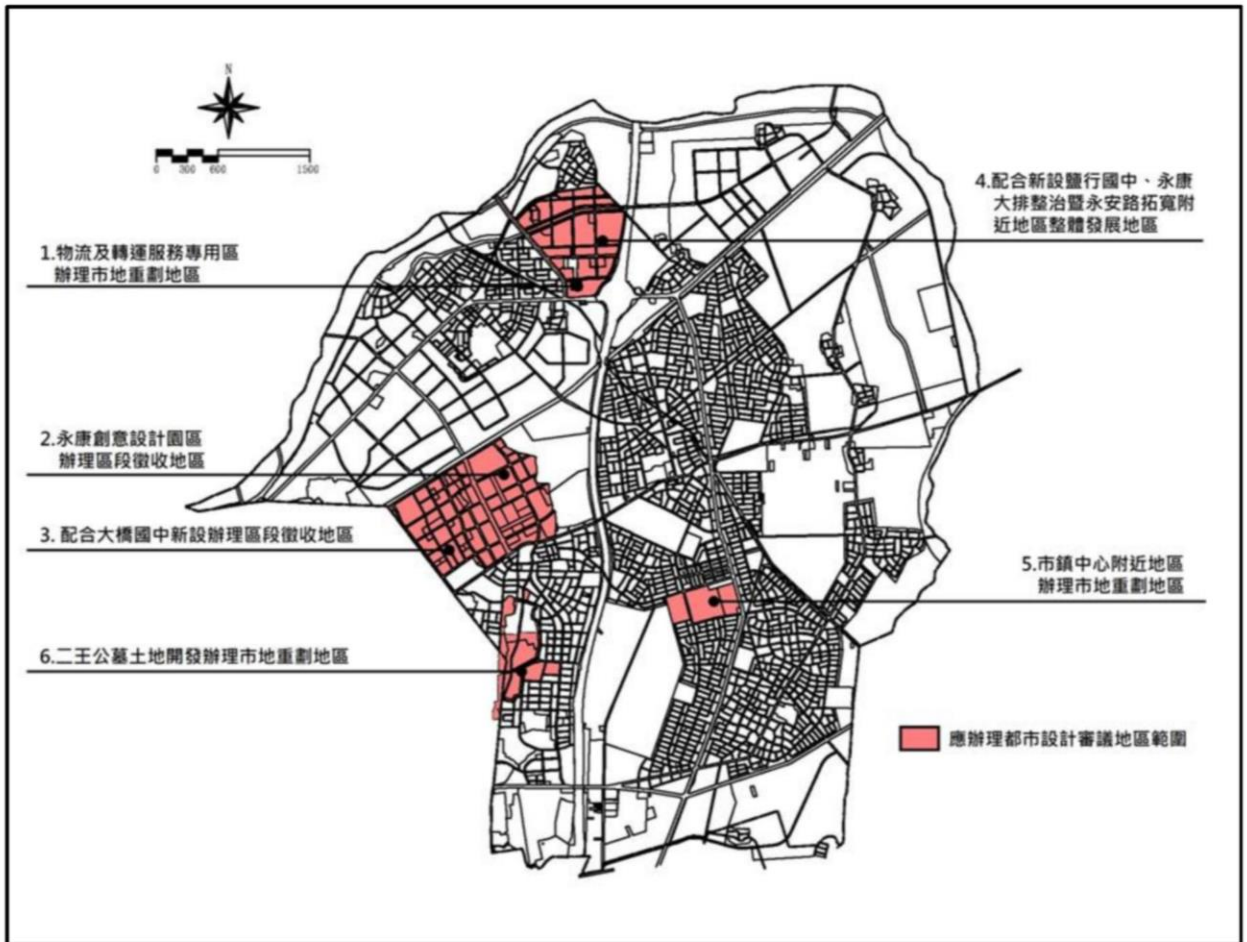 N
0 300 600 1500
1.物流及轉運服務專用區
辦理市地重劃地區
2.永康創意設計園區
辦理區段徵收地區
3. 配合大橋國中新設辦理區段徵收地區
6.二王公墓土地開發辦理市地重劃地區
4.配合新設鹽行國中、永康
大排整治暨永安路拓寬附
近地區整體發展地區
5.市鎮中心附近地區
辦理市地重劃地區
應辦理都市設計審議地區範圍